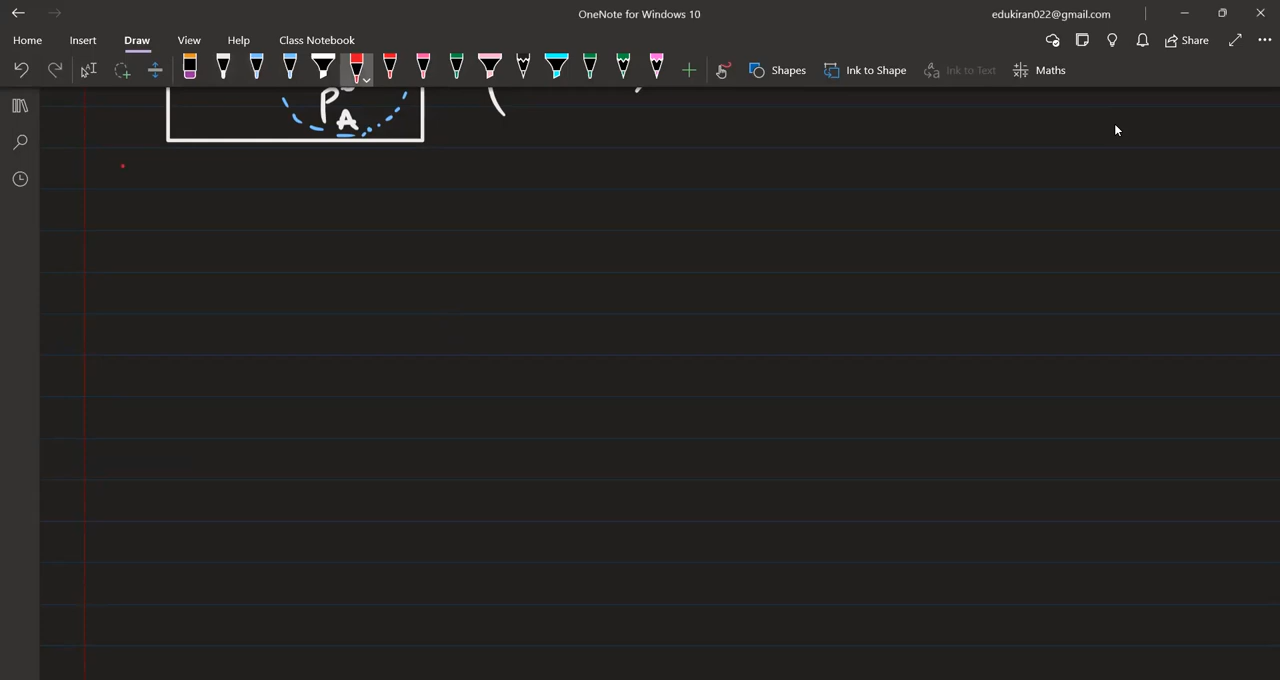 OneNote for Windows 10
edukiran022@gmail.com
Home Insert Draw View Help Class Notebook
Share
Shapes Ink to Shape Ink to Text Maths
P
A